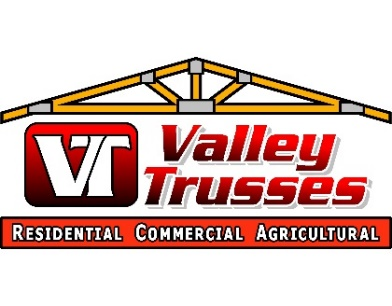 VT
Valley
Trusses
RESIDENTIAL COMMERCIAL AGRICULTURAL